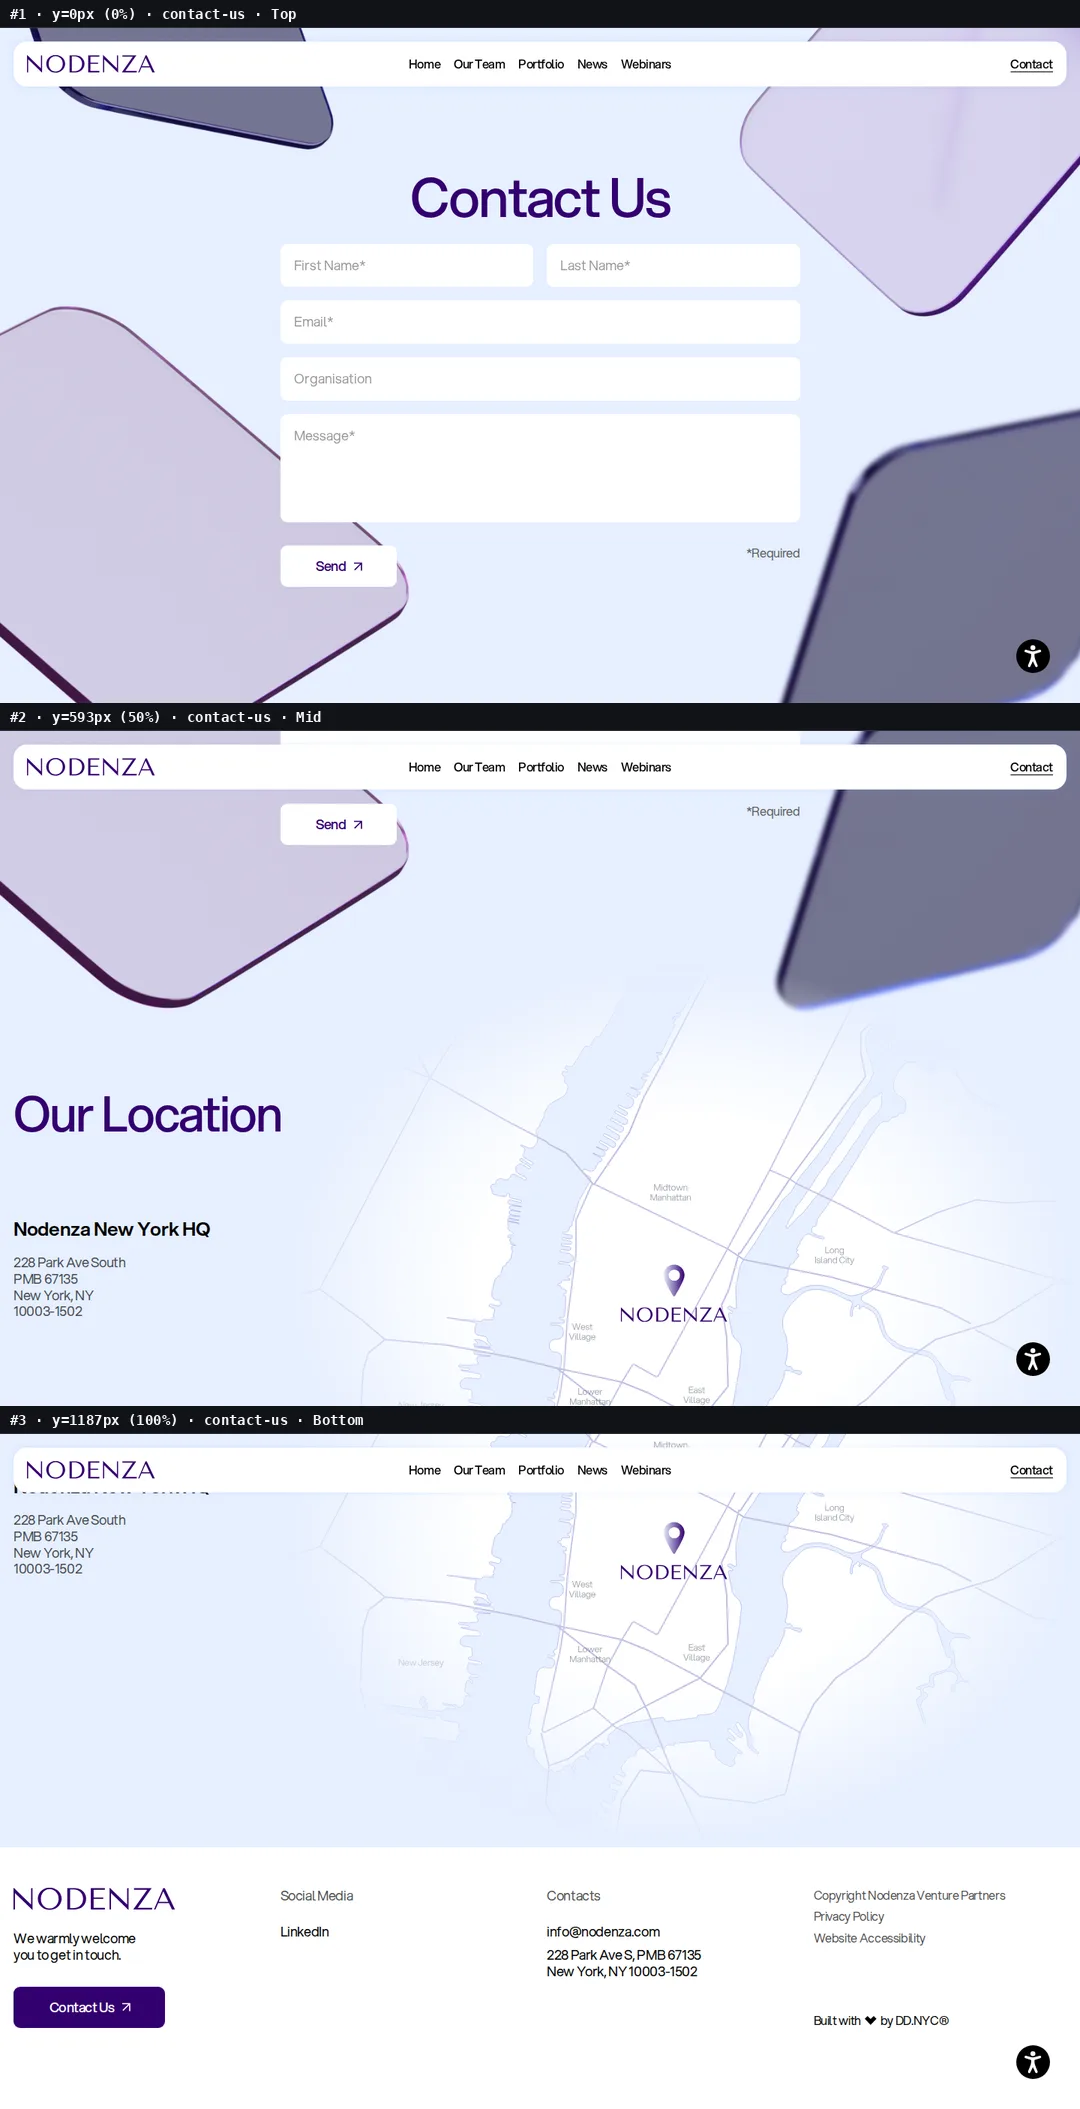 #1 · y=0px (0%) · contact-us · Top
NODENZA
Home Our Team Portfolio News Webinars
Contact
Contact Us
First Name*
Last Name*
Email*
Organisation
Message*
Send
*Required
#2 · y=593px (50%) · contact-us · Mid
NODENZA
Home Our Team Portfolio News Webinars
Contact
Send
*Required
Our Location
Nodenza New York HQ
228 Park Ave South
PMB 67135
New York, NY
10003-1502
Midtown
Manhattan
Long
Island City
NODENZA
West
Village
Lower
Manhattan
East
Village
#3 · y=1187px (100%) · contact-us · Bottom
Midtown
NODENZA
Home Our Team Portfolio News Webinars
Contact
228 Park Ave South
PMB 67135
New York, NY
10003-1502
Long
Island City
NODENZA
West
Village
Lower
Manhattan
East
Village
New Jersey
NODENZA
We warmly welcome
you to get in touch.
Contact Us
Social Media
LinkedIn
Contacts
info@nodenza.com
228 Park Ave S, PMB 67135
New York, NY 10003-1502
Copyright Nodenza Venture Partners
Privacy Policy
Website Accessibility
Built with ❤ by DD.NYC®